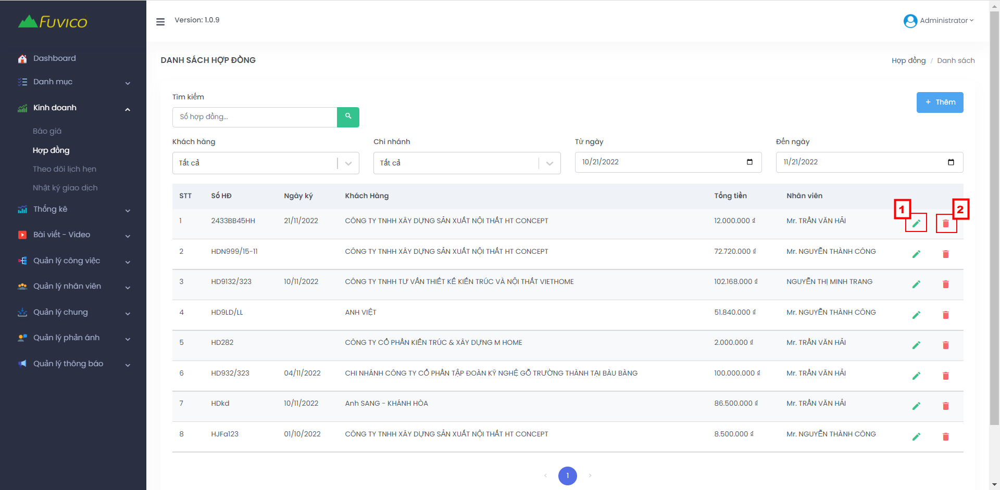 FUVICO
Version: 1.0.9
Administrator
Dashboard
Danh mục
Kinh doanh
Báo giá
Hợp đồng
Theo dõi lịch hẹn
Nhật ký giao dịch
Thống kê
Bài viết - Video
Quản lý công việc
Quản lý nhân viên
Quản lý chung
Quản lý phản ánh
Quản lý thông báo
DANH SÁCH HỢP ĐỒNG
Hợp đồng / Danh sách
Tìm kiếm
Số hợp đồng...
+ Thêm
Khách hàng Chi nhánh Từ ngày Đến ngày
Tất cả Tất cả 10/21/2022 11/21/2022
STT Số HĐ Ngày ký Khách Hàng Tổng tiền Nhân viên
1 2
1 2433BB45HH 21/11/2022 CÔNG TY TNHH XÂY DỰNG SẢN XUẤT NỘI THẤT HT CONCEPT 12.000.000 ₫ Mr. TRẦN VĂN HẢI
2 HDN999/15-11 CÔNG TY TNHH XÂY DỰNG SẢN XUẤT NỘI THẤT HT CONCEPT 72.720.000 ₫ Mr. NGUYỄN THÀNH CÔNG
3 HD9132/323 10/11/2022 CÔNG TY TNHH TƯ VẤN THIẾT KẾ KIẾN TRÚC VÀ NỘI THẤT VIETHOME 102.168.000 ₫ NGUYỄN THỊ MINH TRANG
4 HD9LD/LL ANH VIỆT 51.840.000 ₫ Mr. NGUYỄN THÀNH CÔNG
5 HD282 CÔNG TY CỔ PHẦN KIẾN TRÚC & XÂY DỰNG M HOME 2.000.000 ₫ Mr. TRẦN VĂN HẢI
6 HD932/323 04/11/2022 CHI NHÁNH CÔNG TY CỔ PHẦN TẬP ĐOÀN KỸ NGHỆ GỖ TRƯỜNG THÀNH TẠI BÀU BÀNG 100.000.000 ₫ Mr. TRẦN VĂN HẢI
7 HDkd 10/11/2022 Anh SANG - KHÁNH HÒA 86.500.000 ₫ Mr. TRẦN VĂN HẢI
8 HJFa123 01/10/2022 CÔNG TY TNHH XÂY DỰNG SẢN XUẤT NỘI THẤT HT CONCEPT 8.500.000 ₫ Mr. NGUYỄN THÀNH CÔNG
< 1 >